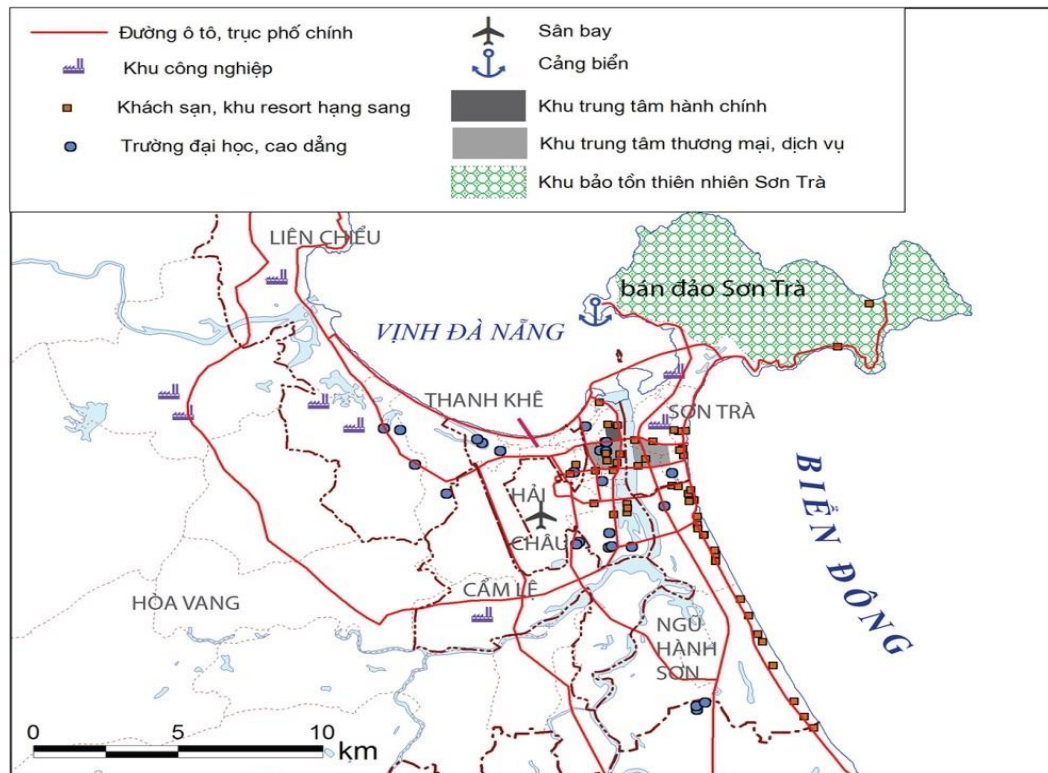 Đường ô tô, trục phố chính
Khu công nghiệp
Khách sạn, khu resort hạng sang
Trường đại học, cao dẳng
Sân bay
Cảng biển
Khu trung tâm hành chính
Khu trung tâm thương mại, dịch vụ
Khu bảo tồn thiên nhiên Sơn Trà
LIÊN CHIỂU
bán đảo Sơn Trà
VỊNH ĐÀ NẴNG
THANH KHÊ
SƠN TRÀ
BIỂN ĐÔNG
HẢI
CHÂU
CẨM LỆ
HÒA VANG
NGŨ
HÀNH
SƠN
0 5 10
km